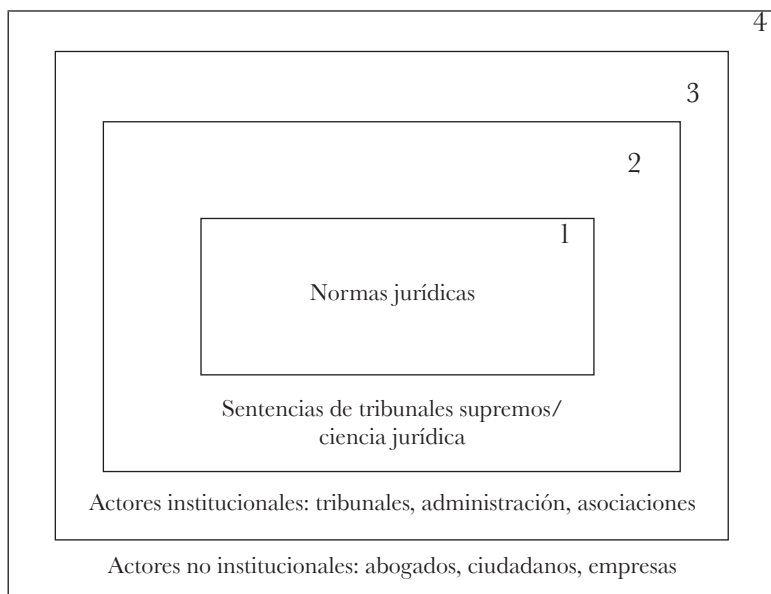 4
3
2
1
Normas jurídicas
Sentencias de tribunales supremos/
ciencia jurídica
Actores institucionales: tribunales, administración, asociaciones
Actores no institucionales: abogados, ciudadanos, empresas